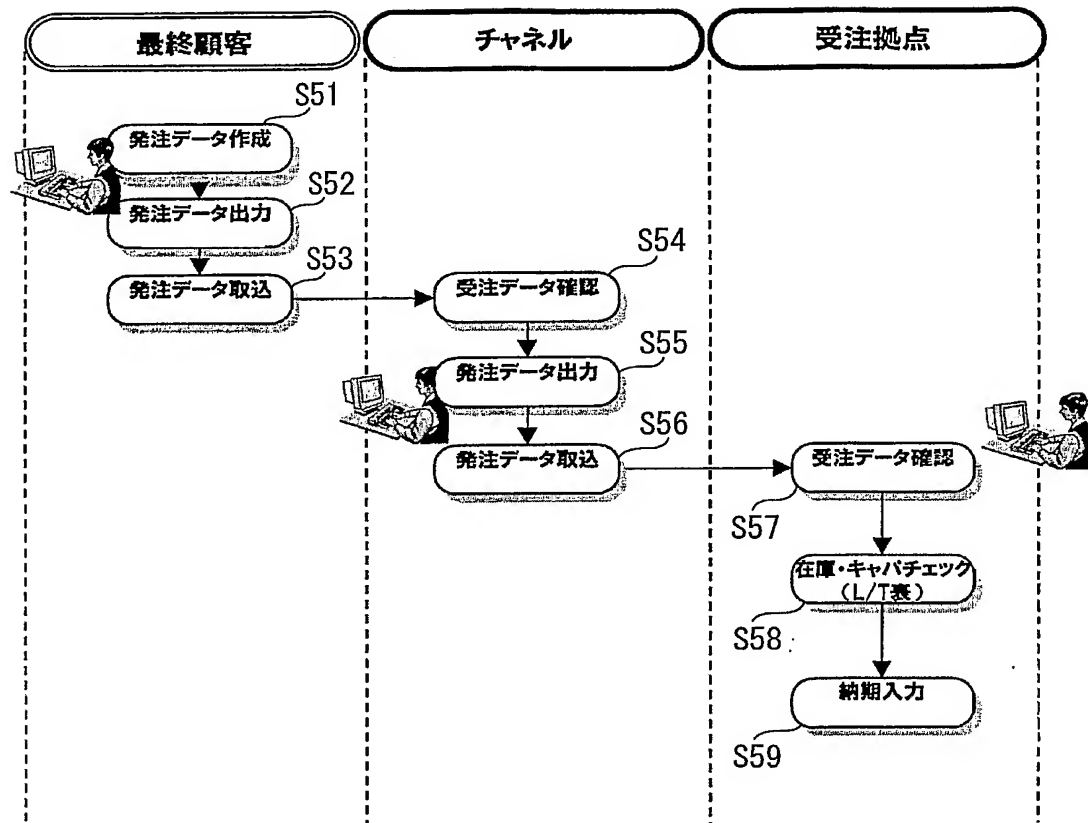 最終顧客
チャネル
受注拠点
S51
発注データ作成
S52
発注データ出力
S53
発注データ取込
S54
受注データ確認
S55
発注データ出力
S56
発注データ取込
受注データ確認
S57
在庫・キャパチェック
(L/T表)
S58
納期入力
S59